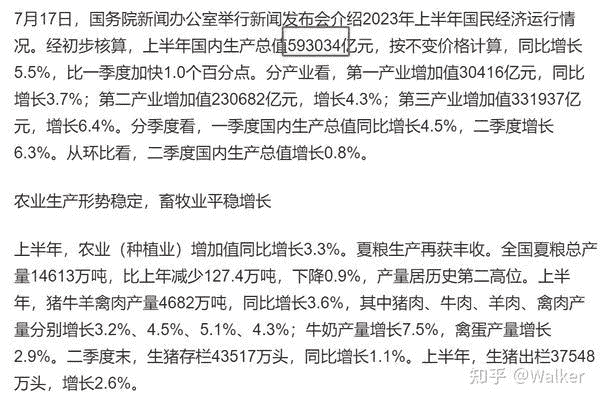 7月17日，国务院新闻办公室举行新闻发布会介绍2023年上半年国民经济运行情
况。经初步核算，上半年国内生产总值593034亿元，按不变价格计算，同比增长
5.5%，比一季度加快1.0个百分点。分产业看，第一产业增加值30416亿元，同比
增长3.7%；第二产业增加值230682亿元，增长4.3%；第三产业增加值331937亿
元，增长6.4%。分季度看，一季度国内生产总值同比增长4.5%，二季度增长
6.3%。从环比看，二季度国内生产总值增长0.8%。
农业生产形势稳定，畜牧业平稳增长
上半年，农业（种植业）增加值同比增长3.3%。夏粮生产再获丰收。全国夏粮总产
量14613万吨，比上年减少127.4万吨，下降0.9%，产量居历史第二高位。上半
年，猪牛羊禽肉产量4682万吨，同比增长3.6%，其中猪肉、牛肉、羊肉、禽肉产
量分别增长3.2%、4.5%、5.1%、4.3%；牛奶产量增长7.5%，禽蛋产量增长
2.9%。二季度末，生猪存栏43517万头，同比增长1.1%。上半年，生猪出栏37548
万头，增长2.6%。
知乎 @Walker